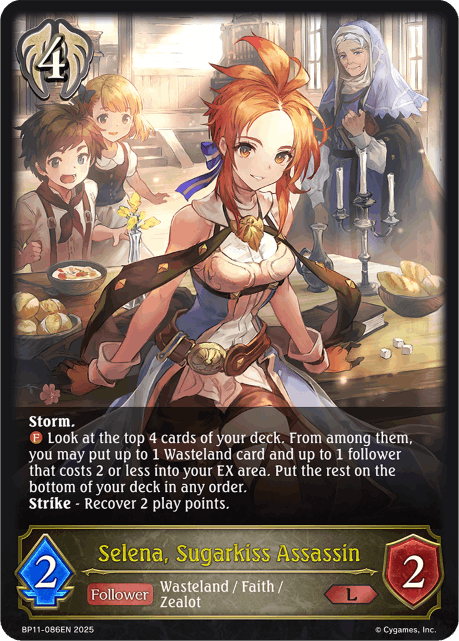 4
© Cygames, Inc.
Storm.
F Look at the top 4 cards of your deck. From among them,
you may put up to 1 Wasteland card and up to 1 follower
that costs 2 or less into your EX area. Put the rest on the
bottom of your deck in any order.
Strike - Recover 2 play points.
Selena, Sugarkiss Assassin
2
Follower
Wasteland / Faith /
Zealot
L
2
BP11-086EN 2025
© Cygames, Inc.